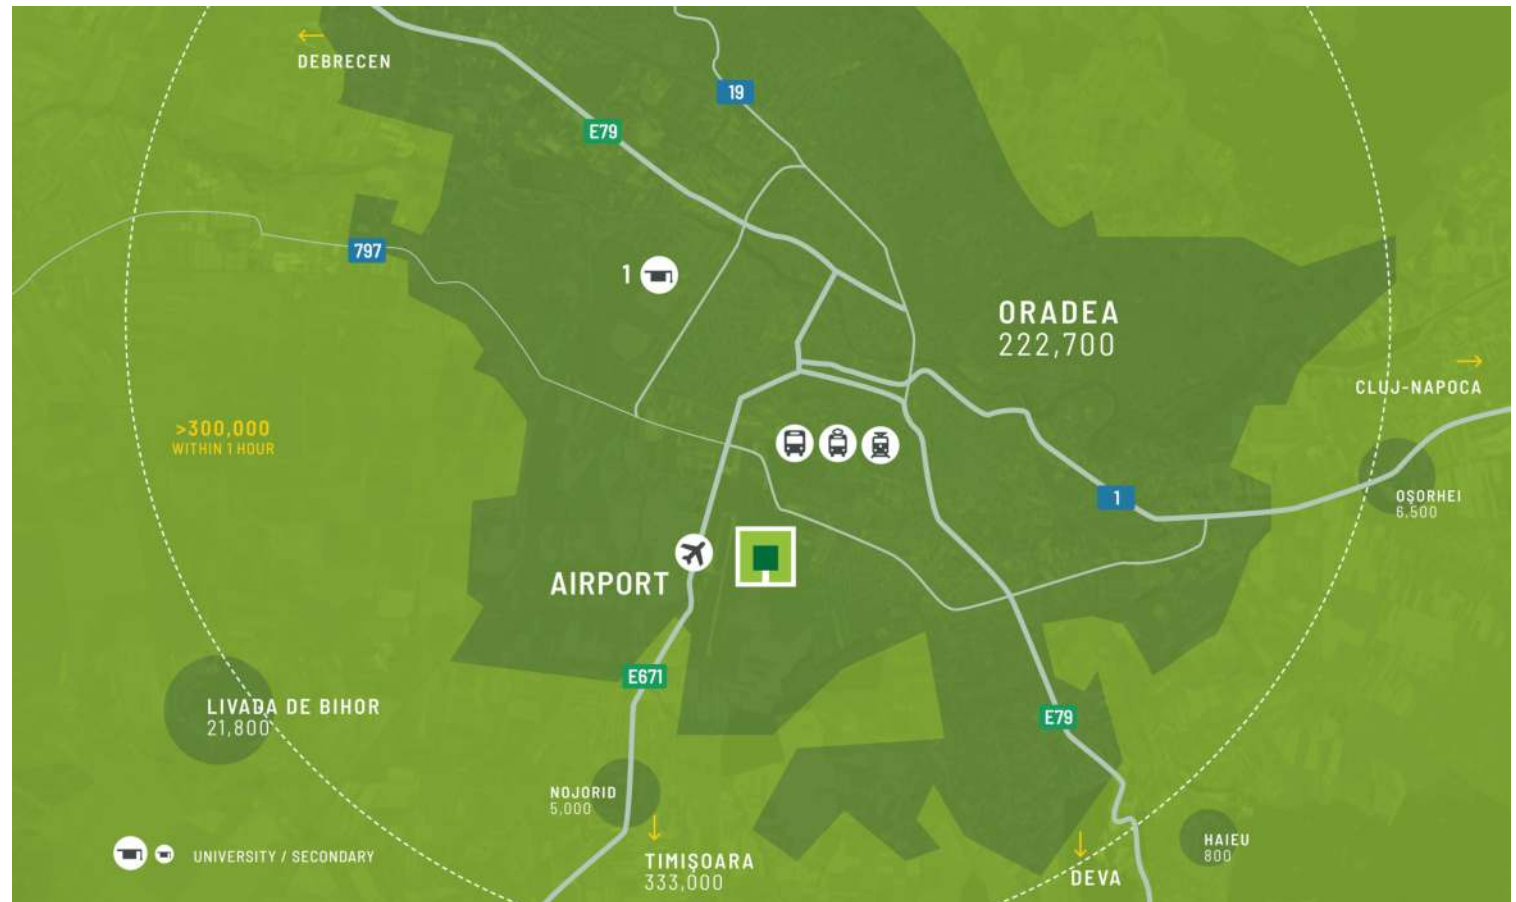 DEBRECEN
19
E79
797
1
ORADEA
222,700
CLUJ-NAPOCA
>300,000
WITHIN 1 HOUR
1
OȘORHEI
6.500
AIRPORT
E671
LIVADA DE BIHOR
21,800
E79
NOJORID
5,000
HAIEU
800
UNIVERSITY / SECONDARY
TIMIȘOARA
333,000
DEVA